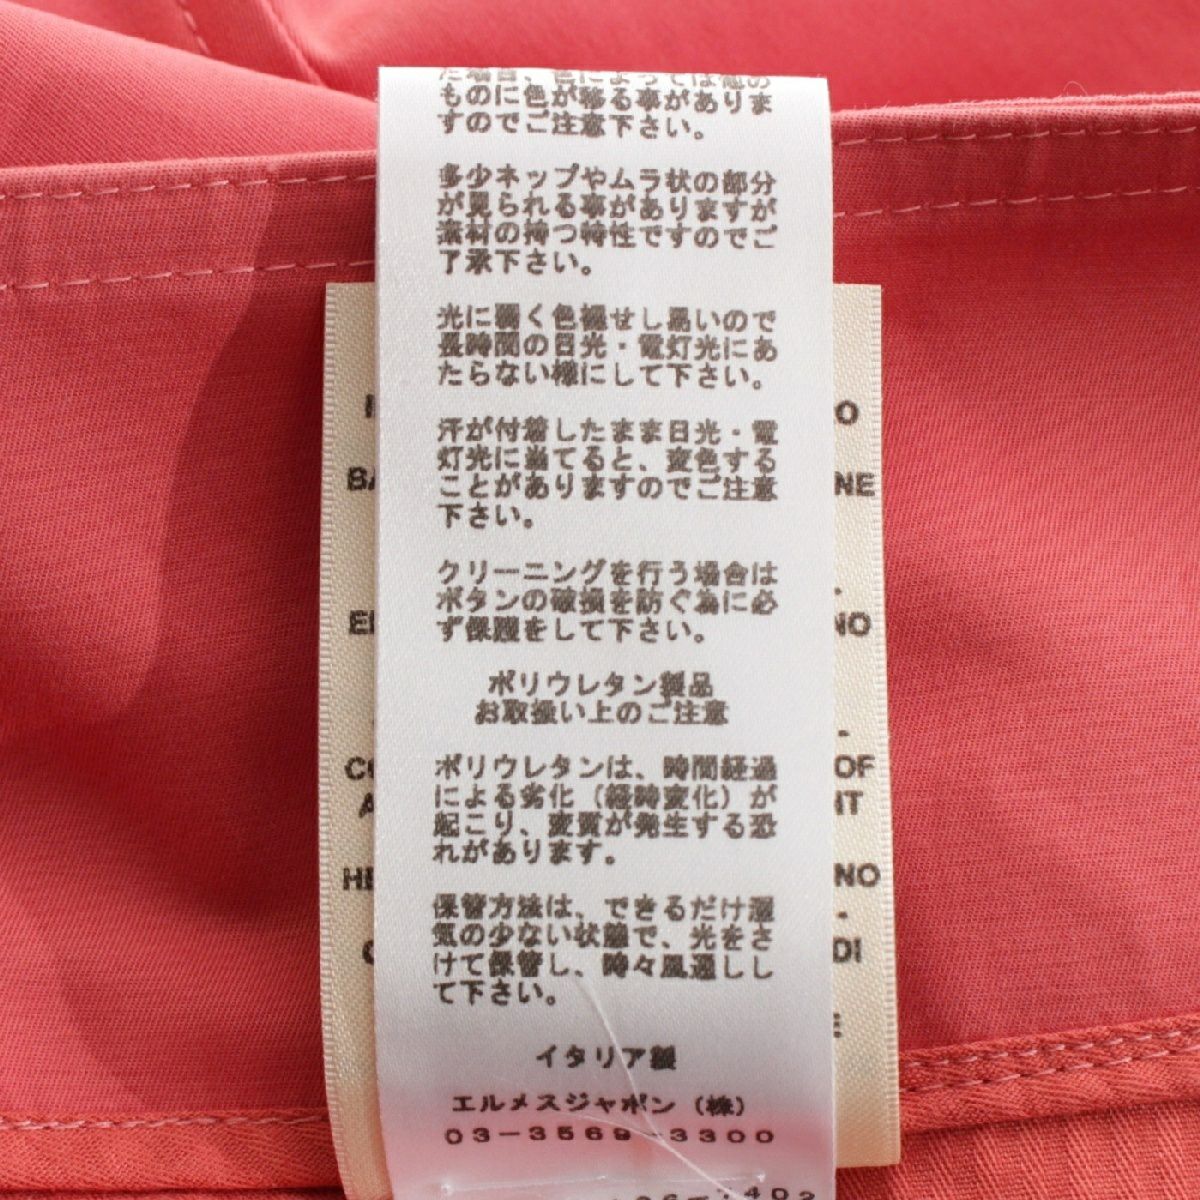 た場合、色によっては他の
ものに色が移る事がありま
すのでご注意下さい。
多少ネップやムラ状の部分
が見られる事がありますが
素材の持つ特性ですのでご
了承下さい。
光に弱く色褪せし易いので
長時間の日光・電灯光にあ
たらない様にして下さい。
汗が付着したまま日光・電
灯光に当てると、変色する
ことがありますのでご注意
下さい。
クリーニングを行う場合は
ボタンの破損を防ぐ為に必
ず保護をして下さい。
ポリウレタン製品
お取扱い上のご注意
ポリウレタンは、時間経過
による劣化（経時変化）が
起こり、変質が発生する恐
れがあります。
保管方法は、できるだけ湿
気の少ない状態で、光をさ
けて保管し、時々風通しし
て下さい。
イタリア製
エルメスジャポン（株）
03-3569-3300